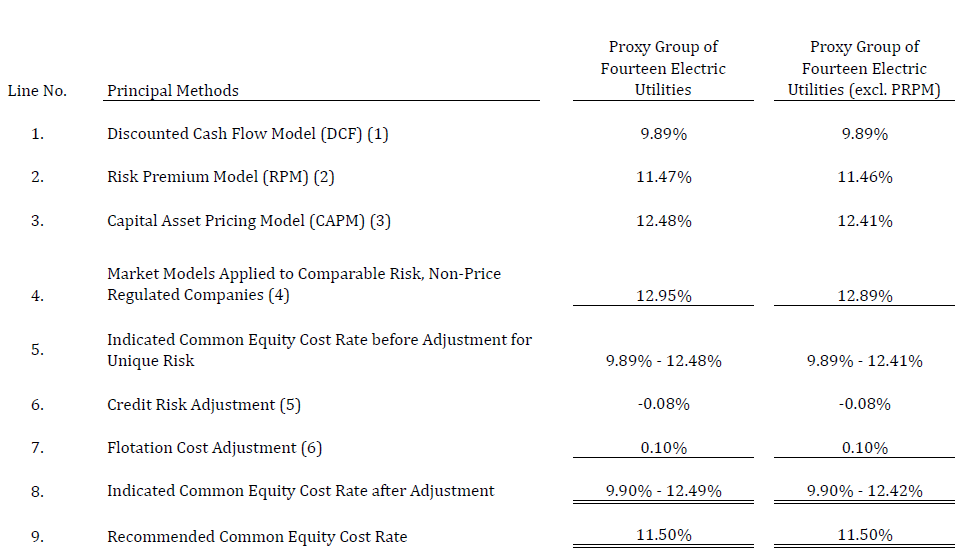 Proxy Group of Proxy Group of
Fourteen Electric Fourteen Electric
Line No. Principal Methods Utilities Utilities (excl. PRPM)
1. Discounted Cash Flow Model (DCF) (1) 9.89% 9.89%
2. Risk Premium Model (RPM) (2) 11.47% 11.46%
3. Capital Asset Pricing Model (CAPM) (3) 12.48% 12.41%
Market Models Applied to Comparable Risk, Non-Price
4. Regulated Companies (4) 12.95% 12.89%
Indicated Common Equity Cost Rate before Adjustment for
5. Unique Risk 9.89% - 12.48% 9.89% - 12.41%
6. Credit Risk Adjustment (5) -0.08% -0.08%
7. Flotation Cost Adjustment (6) 0.10% 0.10%
8. Indicated Common Equity Cost Rate after Adjustment 9.90% - 12.49% 9.90% - 12.42%
9. Recommended Common Equity Cost Rate 11.50% 11.50%